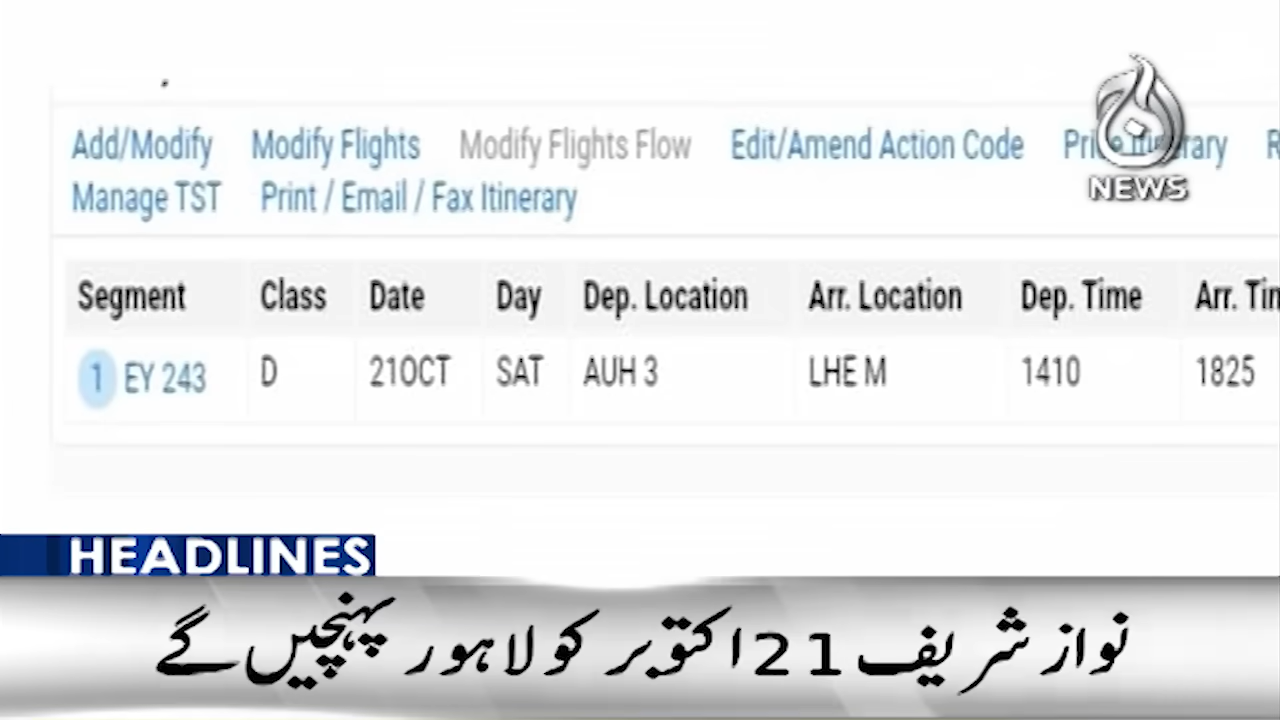 Add/Modify Modify Flights Modify Flights Flow Edit/Amend Action Code
Manage TST Print / Email / Fax Itinerary
NEWS
Segment Class Date Day Dep. Location Arr. Location Dep. Time Arr.
1 EY 243 D 21OCT SAT AUH 3 LHE M 1410 1825
HEADLINES
نواز شریف 21 اکتوبر کو لاہور پہنچیں گے